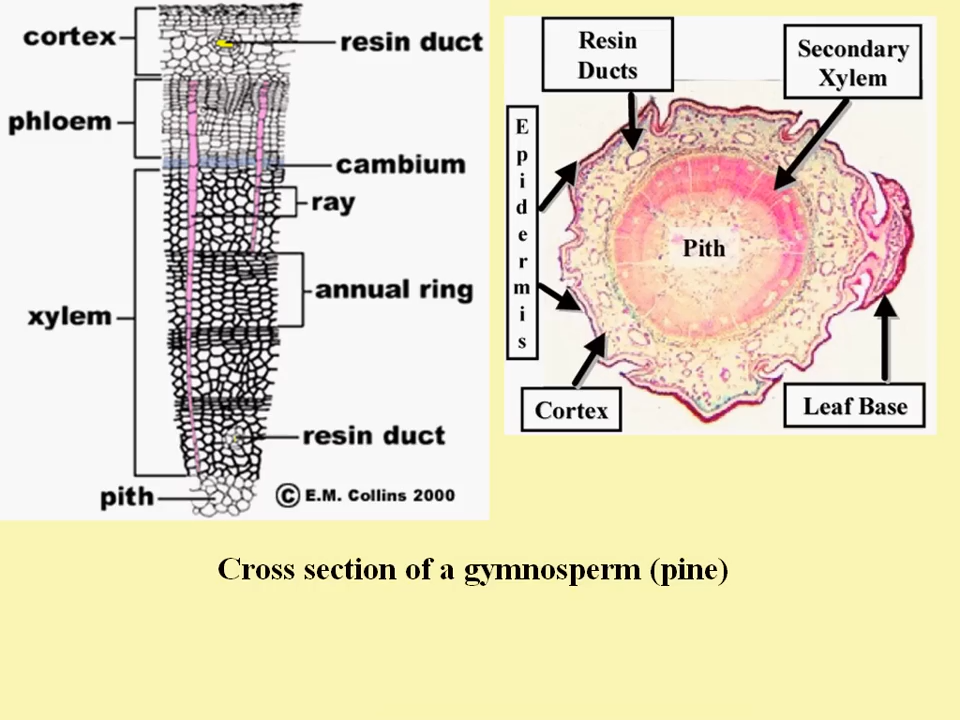 cortex
resin duct
phloem
cambium
ray
annual ring
xylem
resin duct
pith
© E.M. Collins 2000
Resin
Ducts
Secondary
Xylem
Epidermis
Pith
Cortex
Leaf Base
Cross section of a gymnosperm (pine)